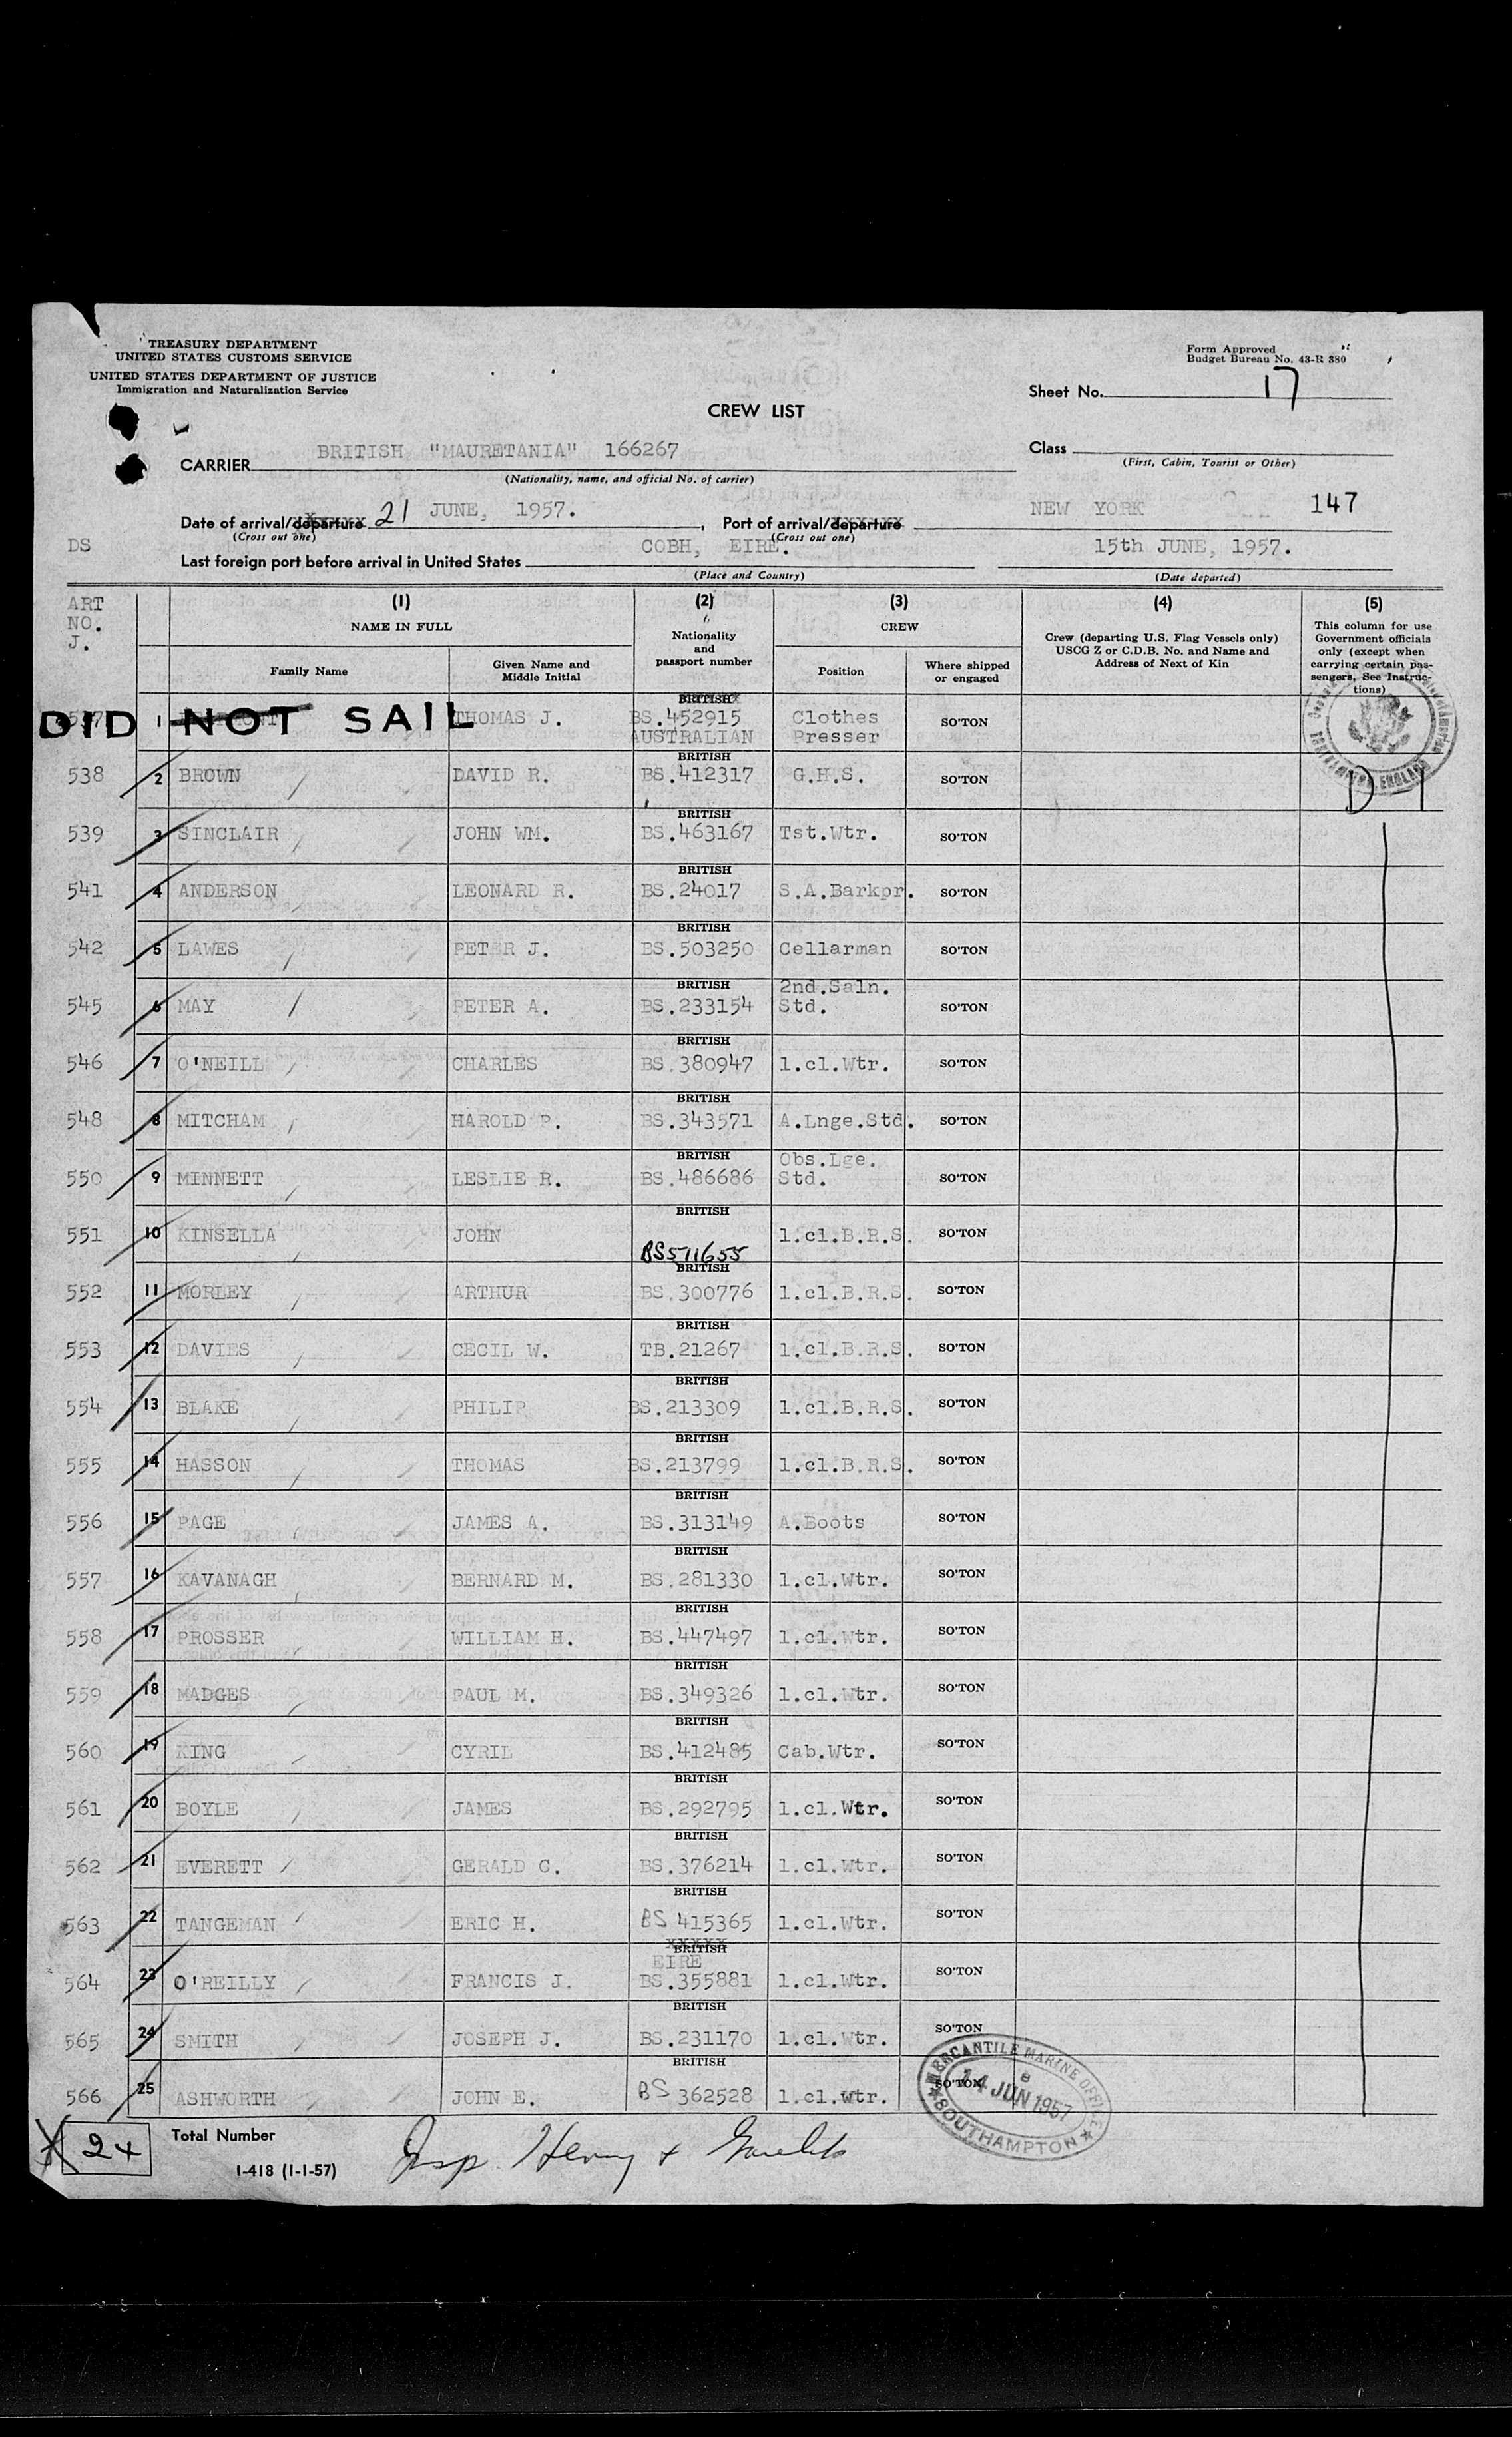 TREASURY DEPARTMENT
UNITED STATES CUSTOMS SERVICE
UNITED STATES DEPARTMENT OF JUSTICE
Immigration and Naturalization Service
Form Approved
Budget Bureau No. 43-R 380
Sheet No. 17
CREW LIST
CARRIER BRITISH "MAURETANIA" 166267
(Nationality, name, and official No. of carrier)
Class
(First, Cabin, Tourist or Other)
Date of arrival/departure 21 JUNE, 1957. , Port of arrival/departure NEW YORK 147
(Cross out one) (Cross out one)
DS
Last foreign port before arrival in United States COBH, EIRE. 15th JUNE, 1957.
(Place and Country) (Date departed)
ART NO. J.
(1) NAME IN FULL
Family Name
Given Name and Middle Initial
(2) Nationality and passport number
(3) CREW
Position
Where shipped or engaged
(4) Crew (departing U.S. Flag Vessels only) USCG Z or C.D.B. No. and Name and Address of Next of Kin
(5) This column for use Government officials only (except when carrying certain passengers, See Instructions)
DID NOT SAIL
1 THOMAS J. BRITISH BS.452915 AUSTRALIAN Clothes Presser SO'TON
538 2 BROWN DAVID R. BRITISH BS.412317 G.H.S. SO'TON D-1
539 3 SINCLAIR JOHN WM. BRITISH BS.463167 Tst.Wtr. SO'TON
541 4 ANDERSON LEONARD R. BRITISH BS.24017 S.A.Barkpr. SO'TON
542 5 LAWES PETER J. BRITISH BS.503250 Cellarman SO'TON
545 6 MAY PETER A. BRITISH BS.233154 2nd.Saln. Std. SO'TON
546 7 O'NEILL CHARLES BRITISH BS.380947 1.cl.Wtr. SO'TON
548 8 MITCHAM HAROLD P. BRITISH BS.343571 A.Lnge.Std. SO'TON
550 9 MINNETT LESLIE R. BRITISH BS.486686 Obs.Lge. Std. SO'TON
551 10 KINSELLA JOHN BRITISH BS511655 1.cl.B.R.S. SO'TON
552 11 MORLEY ARTHUR BRITISH BS.300776 1.cl.B.R.S. SO'TON
553 12 DAVIES CECIL W. BRITISH TB.21267 1.cl.B.R.S. SO'TON
554 13 BLAKE PHILIP BRITISH BS.213309 1.cl.B.R.S. SO'TON
555 14 HASSON THOMAS BRITISH BS.213799 1.cl.B.R.S. SO'TON
556 15 PAGE JAMES A. BRITISH BS.313149 A.Boots SO'TON
557 16 KAVANAGH BERNARD M. BRITISH BS.281330 1.cl.Wtr. SO'TON
558 17 PROSSER WILLIAM H. BRITISH BS.447497 1.cl.Wtr. SO'TON
559 18 MADGES PAUL M. BRITISH BS.349326 1.cl.Wtr. SO'TON
560 19 KING CYRIL BRITISH BS.412485 Cab.Wtr. SO'TON
561 20 BOYLE JAMES BRITISH BS.292795 1.cl.Wtr. SO'TON
562 21 EVERETT GERALD C. BRITISH BS.376214 1.cl.Wtr. SO'TON
563 22 TANGEMAN ERIC H. BRITISH BS 415365 1.cl.Wtr. SO'TON
564 23 O'REILLY FRANCIS J. BRITISH EIRE BS.355881 1.cl.Wtr. SO'TON
565 24 SMITH JOSEPH J. BRITISH BS.231170 1.cl.Wtr. SO'TON
566 25 ASHWORTH JOHN E. BRITISH BS 362528 1.cl.wtr. SO'TON
MERCANTILE MARINE OFFICE
14 JUN 1957
SOUTHAMPTON
24 Total Number
I-418 (1-1-57)
Insp. Henry +